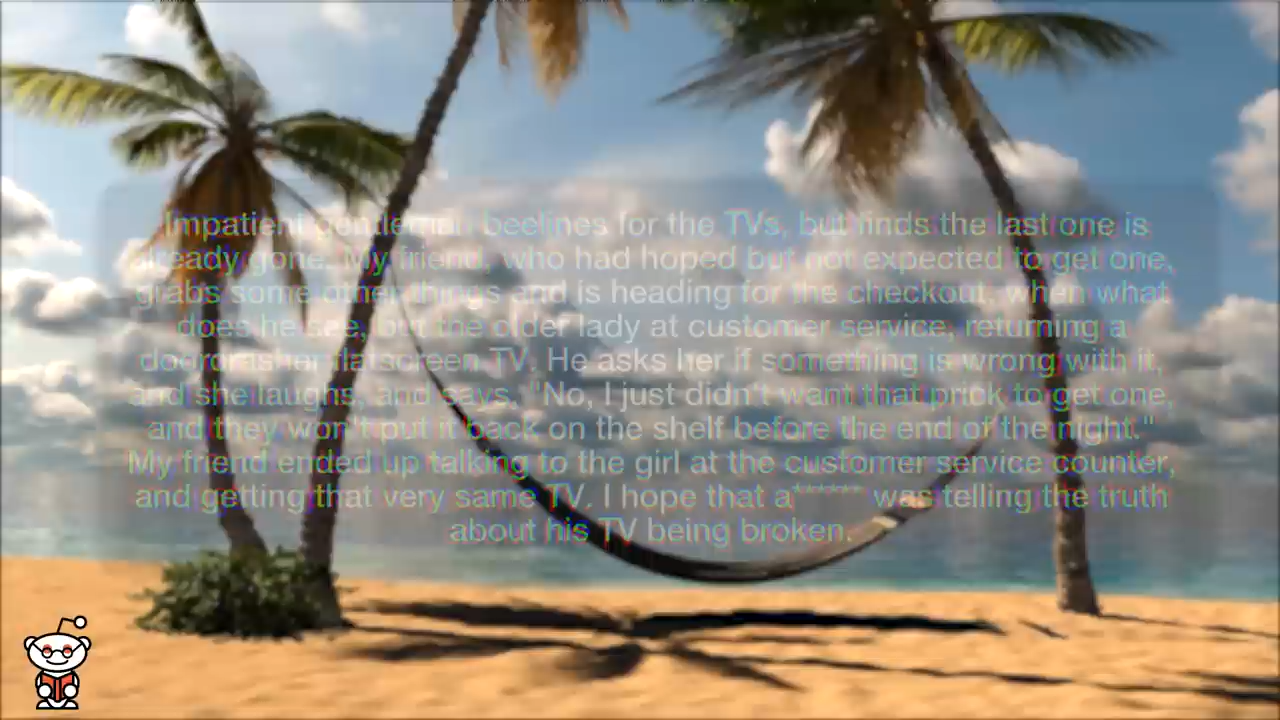 Impatient gentleman beelines for the TVs, but finds the last one is
already gone. My friend, who had hoped but not expected to get one,
grabs some other things and is heading for the checkout, when what
does he see, but the older lady at customer service, returning a
doordrasher flatscreen TV. He asks her if something is wrong with it,
and she laughs, and says, "No, I just didn't want that prick to get one,
and they won't put it back on the shelf before the end of the night."
My friend ended up talking to the girl at the customer service counter,
and getting that very same TV. I hope that a****** was telling the truth
about his TV being broken.